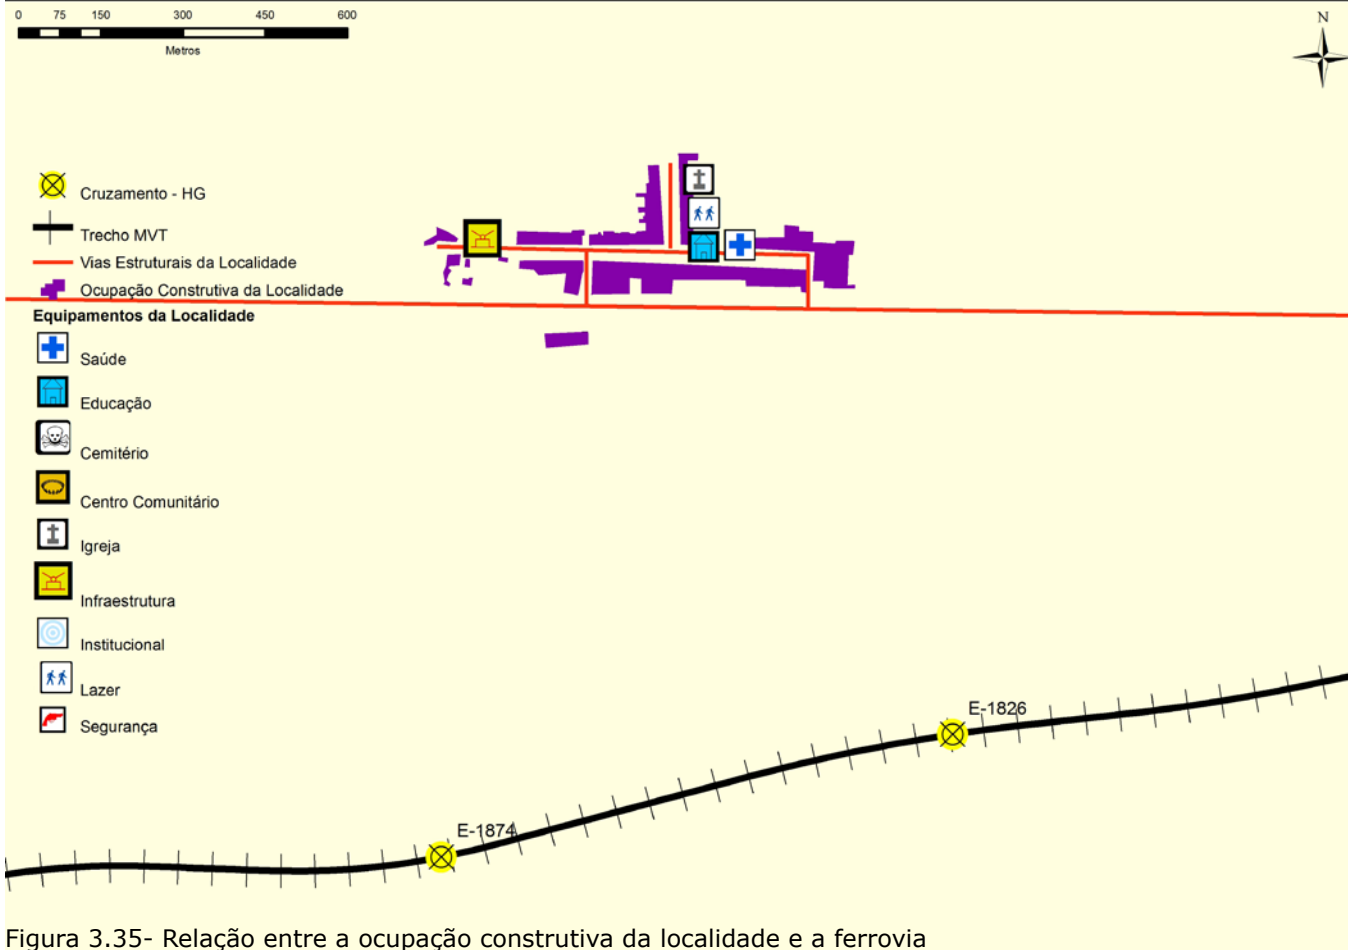 0 75 150 300 450 600
Metros
N
Cruzamento - HG
Trecho MVT
Vias Estruturais da Localidade
Ocupação Construtiva da Localidade
Equipamentos da Localidade
Saúde
Educação
Cemitério
Centro Comunitário
Igreja
Infraestrutura
Institucional
Lazer
Segurança
E-1826
E-1874
Figura 3.35- Relação entre a ocupação construtiva da localidade e a ferrovia